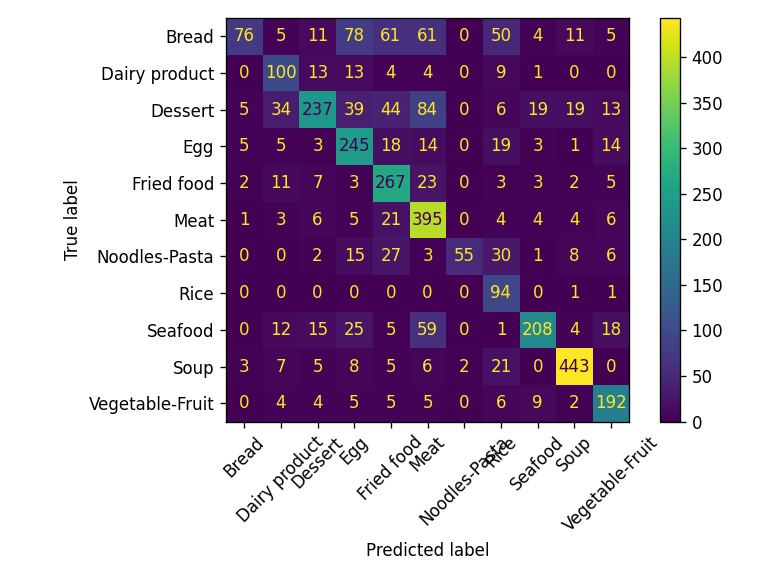 True label
Bread 76 5 11 78 61 61 0 50 4 11 5
Dairy product 0 100 13 13 4 4 0 9 1 0 0
Dessert 5 34 237 39 44 84 0 6 19 19 13
Egg 5 5 3 245 18 14 0 19 3 1 14
Fried food 2 11 7 3 267 23 0 3 3 2 5
Meat 1 3 6 5 21 395 0 4 4 4 6
Noodles-Pasta 0 0 2 15 27 3 55 30 1 8 6
Rice 0 0 0 0 0 0 0 94 0 1 1
Seafood 0 12 15 25 5 59 0 1 208 4 18
Soup 3 7 5 8 5 6 2 21 0 443 0
Vegetable-Fruit 0 4 4 5 5 5 0 6 9 2 192
Bread Dairy product Dessert Egg Fried food Meat Noodles-Pasta Rice Seafood Soup Vegetable-Fruit
Predicted label
400
350
300
250
200
150
100
50
0